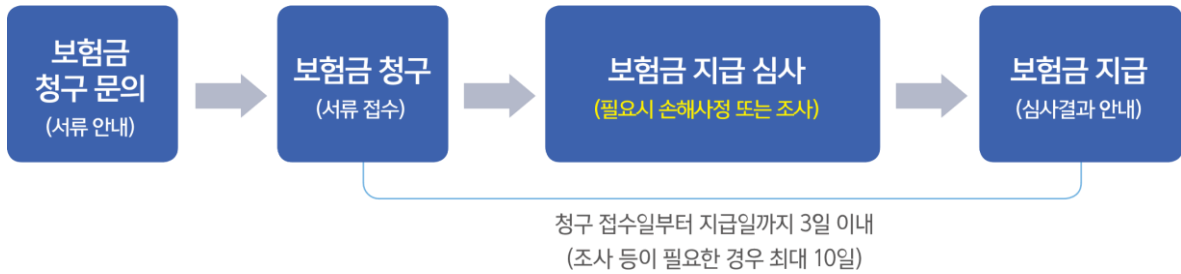 보험금
청구 문의
(서류 안내)
보험금 청구
(서류 접수)
보험금 지급 심사
(필요시 손해사정 또는 조사)
보험금 지급
(심사결과 안내)
청구 접수일부터 지급일까지 3일 이내
(조사 등이 필요한 경우 최대 10일)